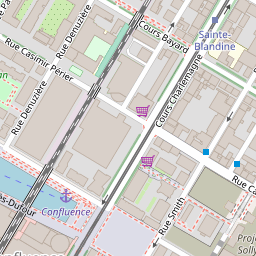 Rue Denuzière
Cours Bayard
Sainte-
Blandine
Rue Casimir Périer
Cours Charlemagne
Rue Denuzière
Confluence
Rue Smith
Rue Ca
Proje
Solly